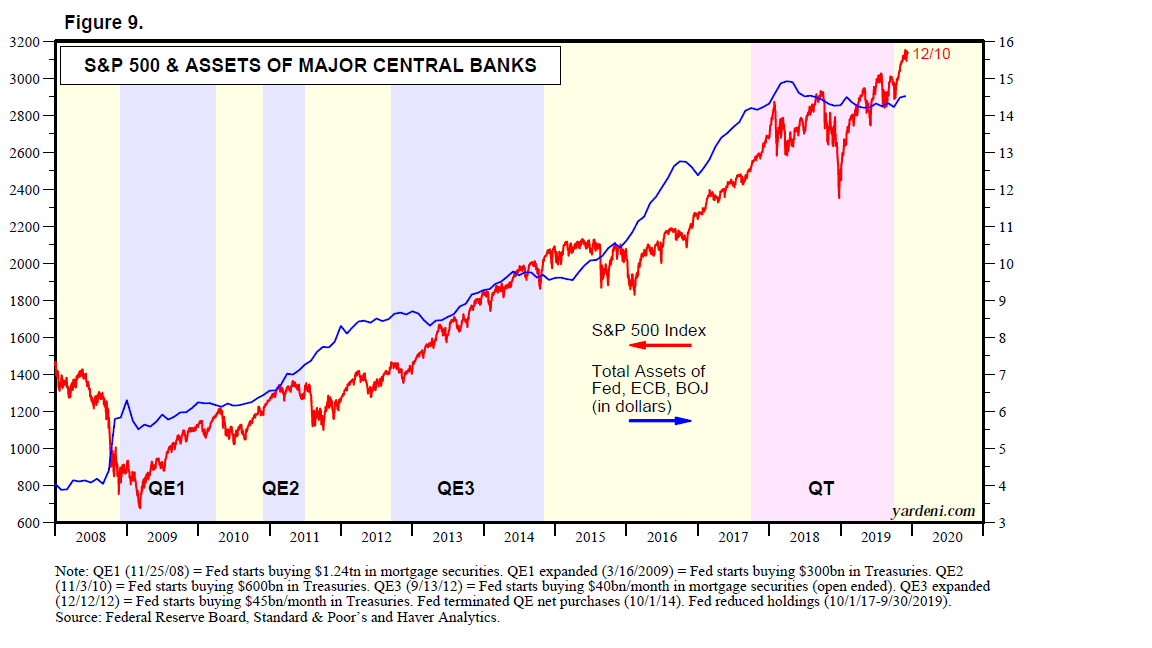 Figure 9.
S&P 500 & ASSETS OF MAJOR CENTRAL BANKS
12/10
3200
3000
2800
2600
2400
2200
2000
1800
1600
1400
1200
1000
800
600
16
15
14
13
12
11
10
9
8
7
6
5
4
3
S&P 500 Index
Total Assets of
Fed, ECB, BOJ
(in dollars)
QE1 QE2 QE3 QT
yardeni.com
2008 2009 2010 2011 2012 2013 2014 2015 2016 2017 2018 2019 2020
Note: QE1 (11/25/08) = Fed starts buying $1.24tn in mortgage securities. QE1 expanded (3/16/2009) = Fed starts buying $300bn in Treasuries. QE2
(11/3/10) = Fed starts buying $600bn in Treasuries. QE3 (9/13/12) = Fed starts buying $40bn/month in mortgage securities (open ended). QE3 expanded
(12/12/12) = Fed starts buying $45bn/month in Treasuries. Fed terminated QE net purchases (10/1/14). Fed reduced holdings (10/1/17-9/30/2019).
Source: Federal Reserve Board, Standard & Poor's and Haver Analytics.